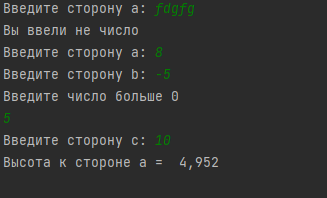 Введите сторону a: fdgfg
Вы ввели не число
Введите сторону a: 8
Введите сторону b: -5
Введите число больше 0
5
Введите сторону c: 10
Высота к стороне a =  4,952